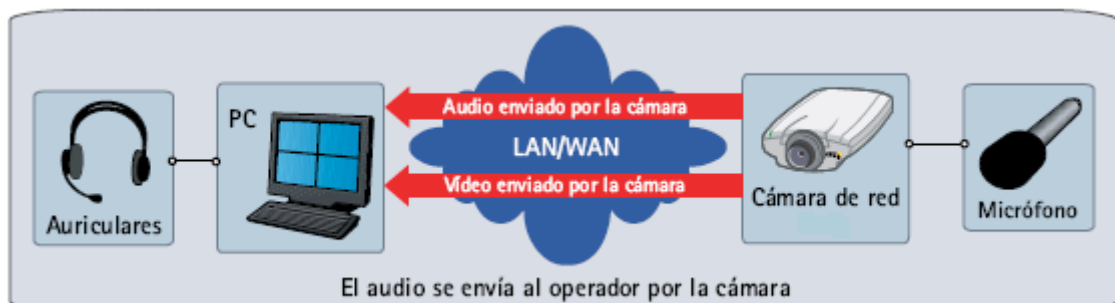 Auriculares
PC
Audio enviado por la cámara
LAN/WAN
Vídeo enviado por la cámara
Cámara de red
Micrófono
El audio se envía al operador por la cámara